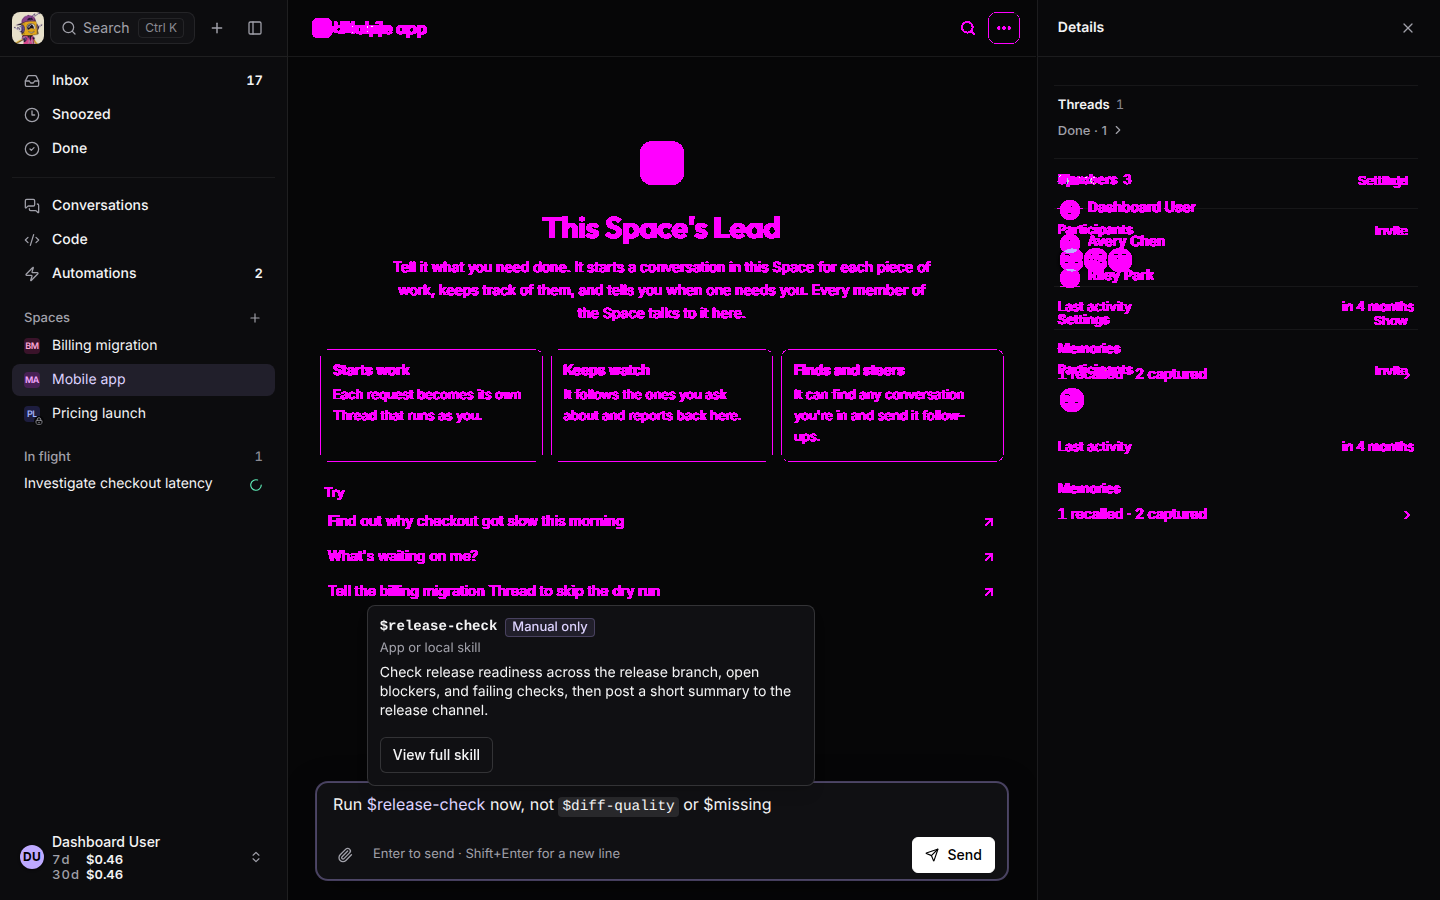 Search Ctrl K
Inbox 17
Snoozed
Done
Conversations
Code
Automations 2
Spaces
BM Billing migration
MA Mobile app
PL Pricing launch
In flight 1
Investigate checkout latency
DU Dashboard User
7d $0.46
30d $0.46
app
This Space's Lead
Tell it what you need done. It starts a conversation in this Space for each piece of
work, keeps track of them, and tells you when one needs you. Every member of
the Space talks to it here.
Starts work
Each request becomes its own
Thread that runs as you.
Keeps watch
It follows the ones you ask
about and reports back here.
Finds and steers
It can find any conversation
you're in and send it follow-
ups.
Try
Find out why checkout got slow this morning
What's waiting on me?
Tell the billing migration Thread to skip the dry run
$release-check Manual only
App or local skill
Check release readiness across the release branch, open
blockers, and failing checks, then post a short summary to the
release channel.
View full skill
Run $release-check now, not $diff-quality or $missing
Enter to send · Shift+Enter for a new line
Send
Details
Threads 1
Done · 1
3
Dashboard User
Participants Invite
Avery Chen
Riley Park
Last activity in 4 months
Settings Show
Memories
Invite
1 recalled · 2 captured
Last activity in 4 months
Memories
1 recalled · 2 captured